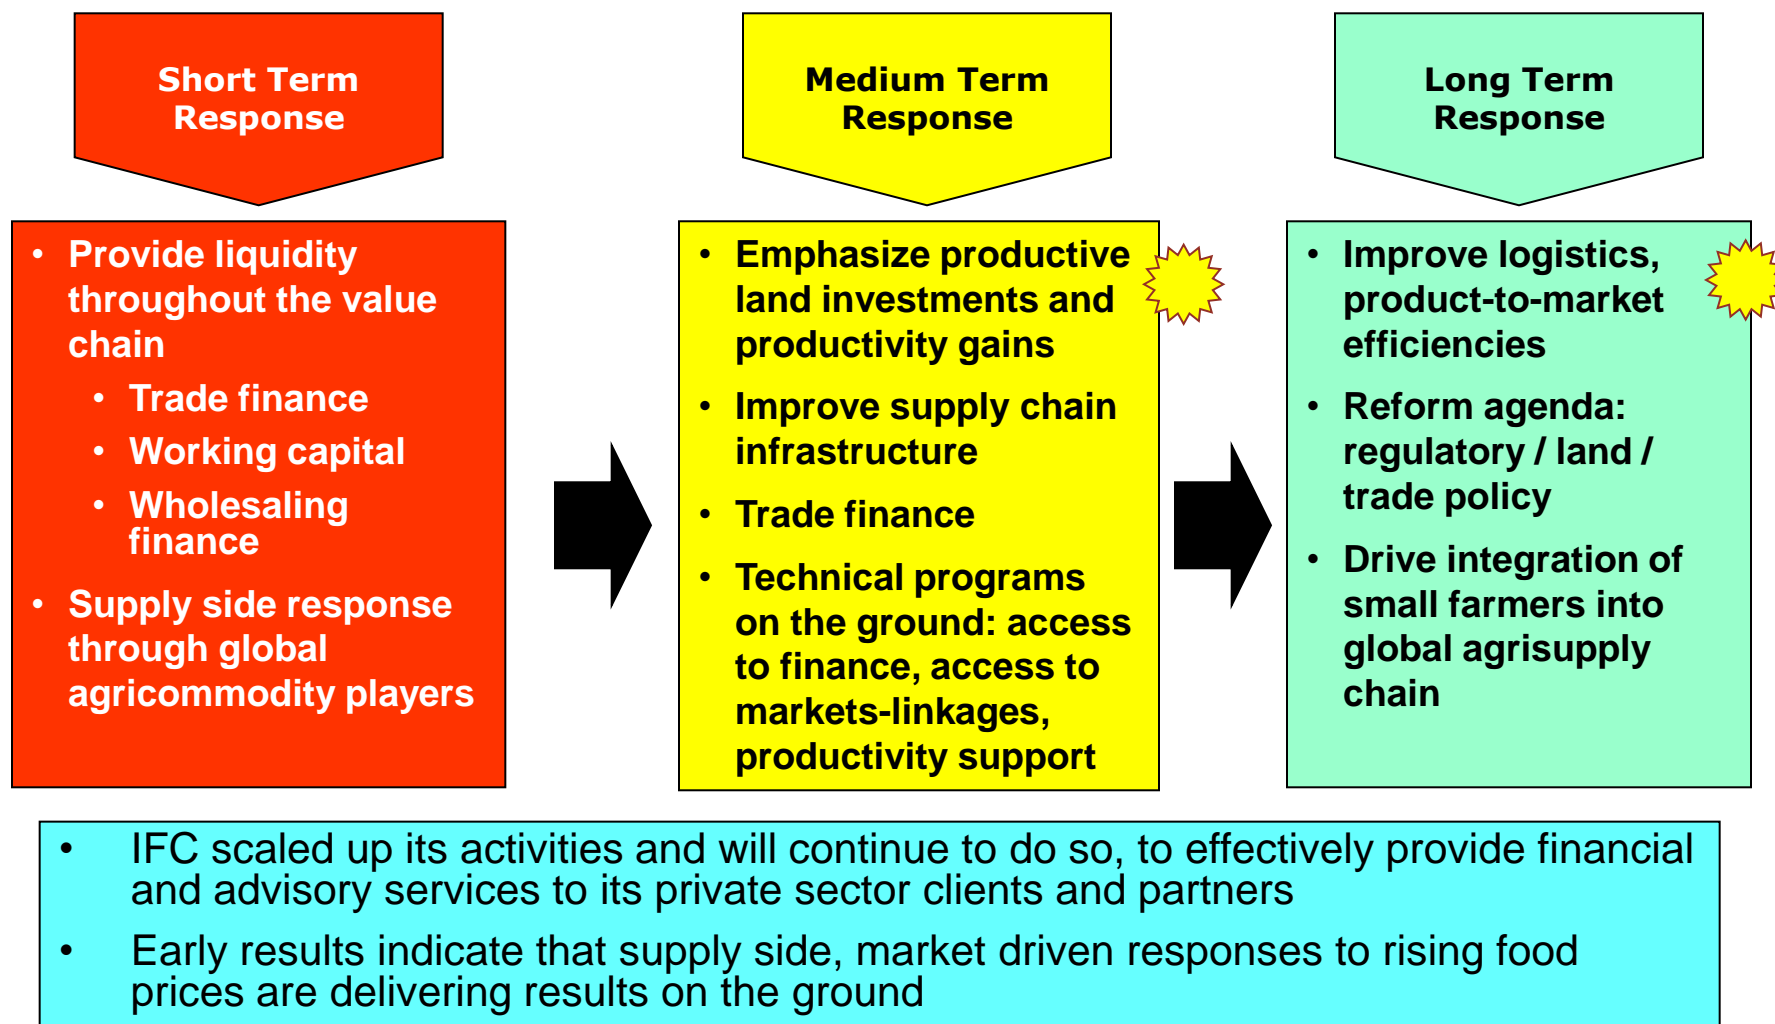 Short Term
Response
Medium Term
Response
Long Term
Response
• Provide liquidity
throughout the value
chain
• Trade finance
• Working capital
• Wholesaling
finance
• Supply side response
through global
agricommodity players
• Emphasize productive
land investments and
productivity gains
• Improve supply chain
infrastructure
• Trade finance
• Technical programs
on the ground: access
to finance, access to
markets-linkages,
productivity support
• Improve logistics,
product-to-market
efficiencies
• Reform agenda:
regulatory / land /
trade policy
• Drive integration of
small farmers into
global agrisupply
chain
• IFC scaled up its activities and will continue to do so, to effectively provide financial
and advisory services to its private sector clients and partners
• Early results indicate that supply side, market driven responses to rising food
prices are delivering results on the ground